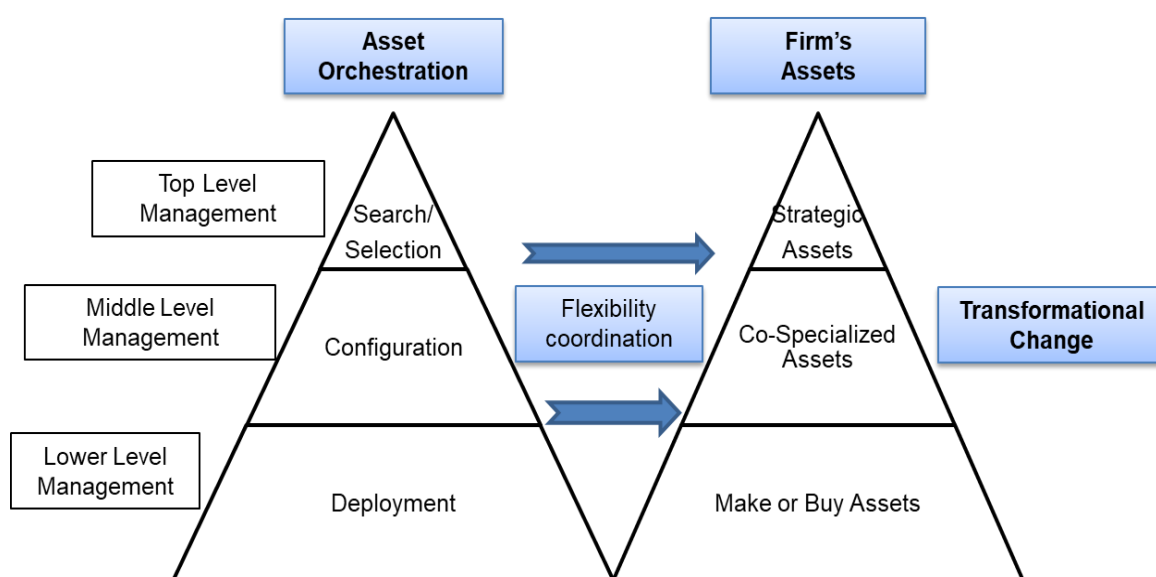 Asset
Orchestration
Firm's
Assets
Top Level
Management
Search/
Selection
Strategic
Assets
Middle Level
Management
Configuration
Flexibility
coordination
Co-Specialized
Assets
Transformational
Change
Lower Level
Management
Deployment
Make or Buy Assets